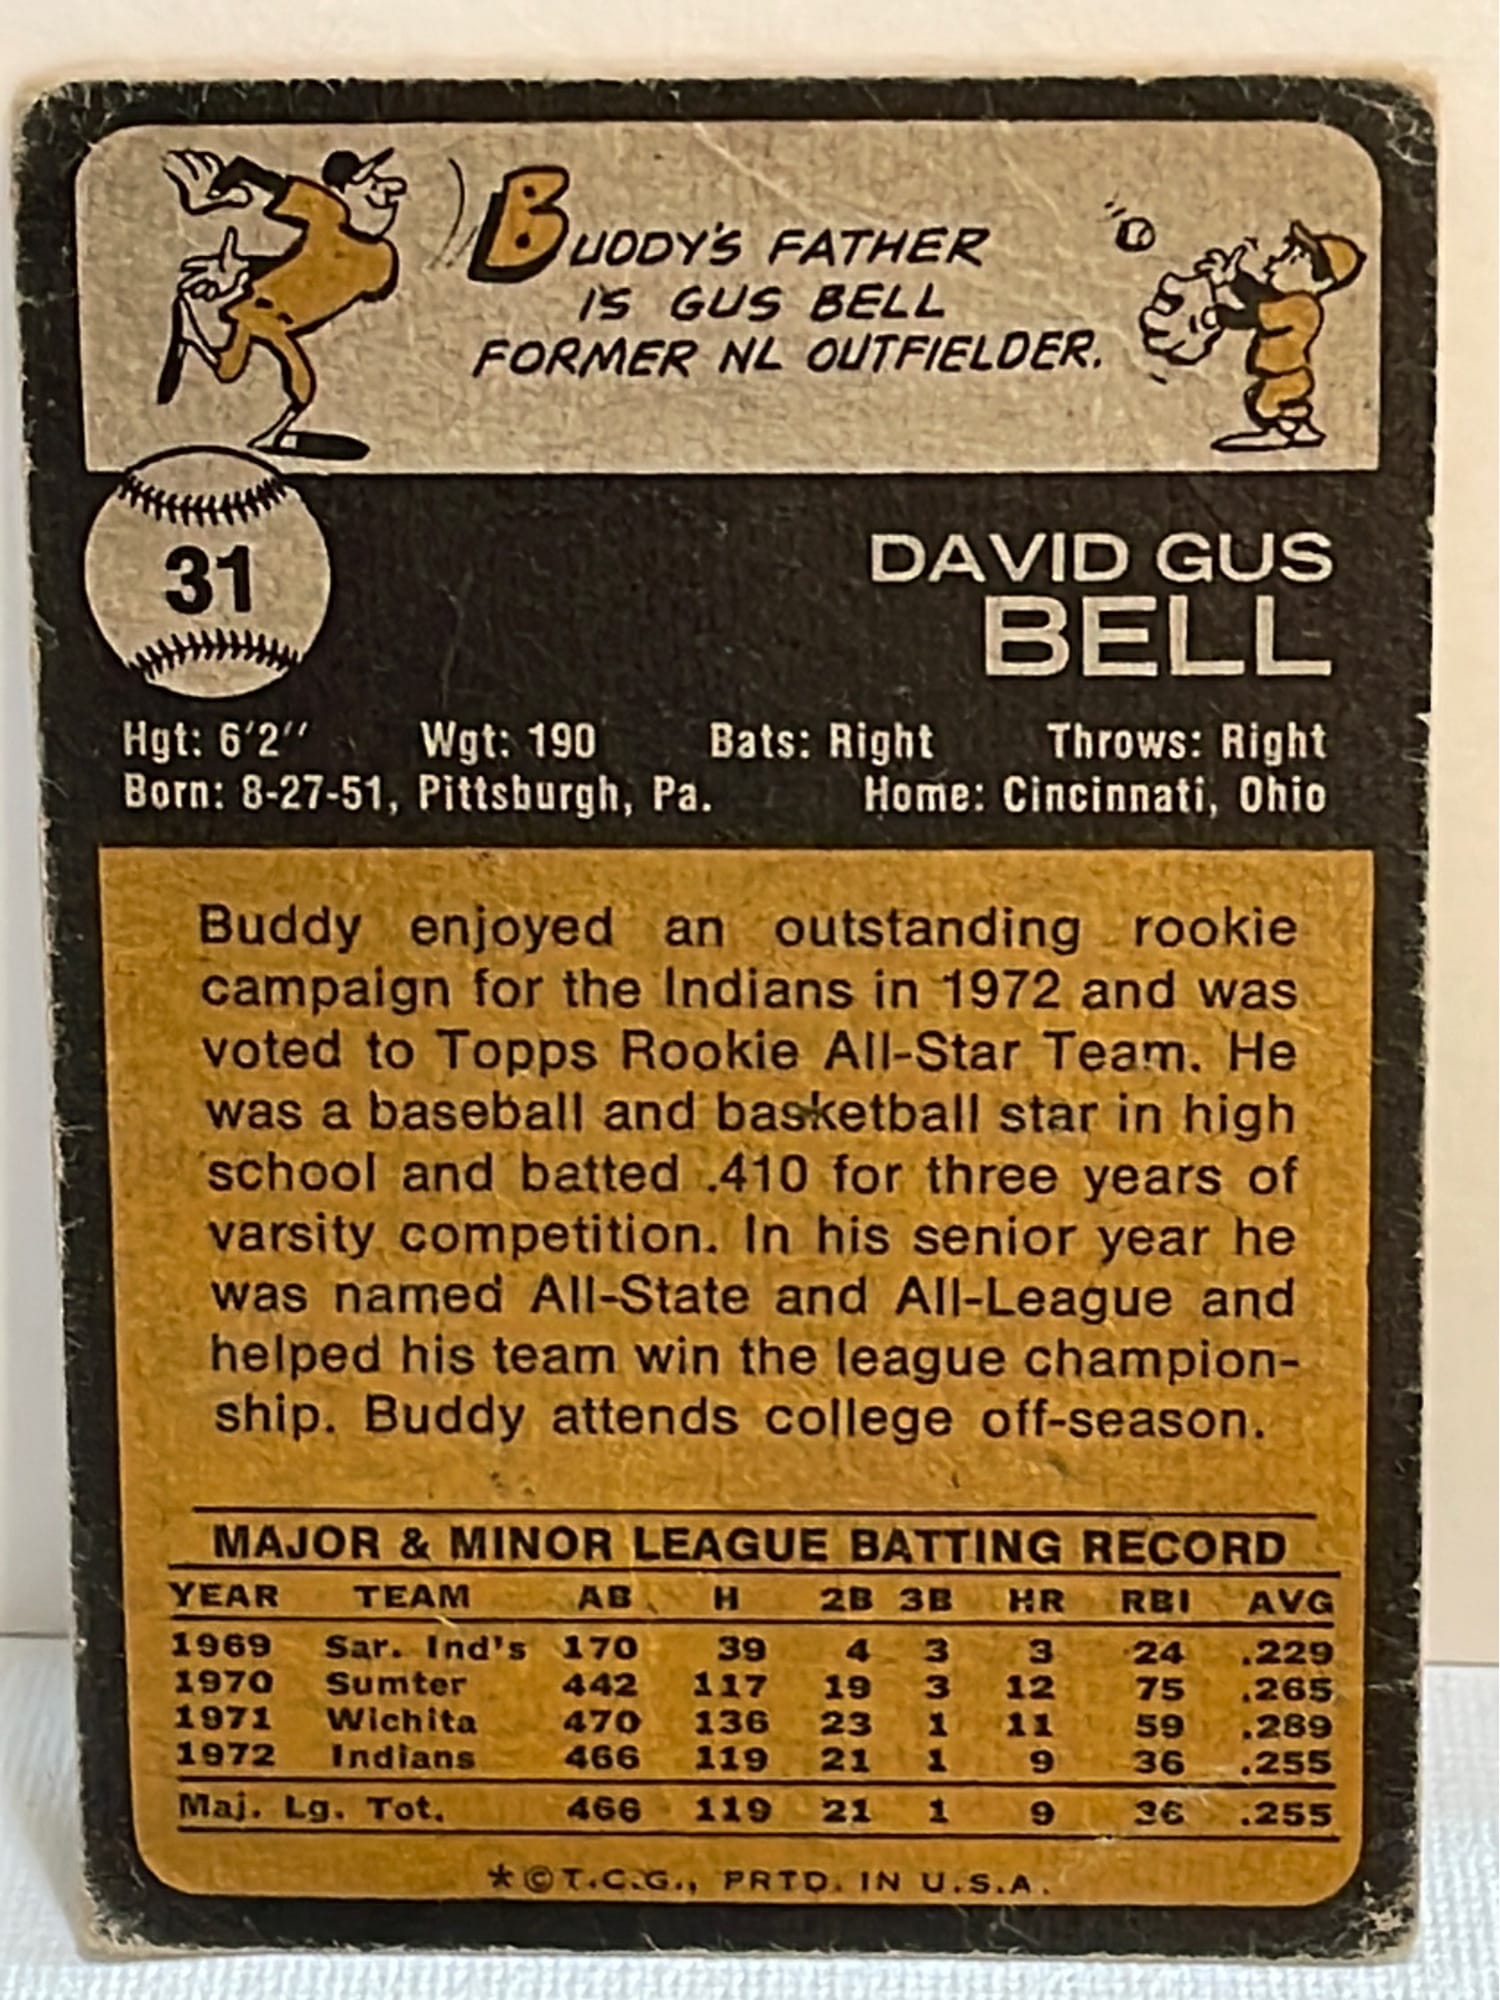 BUDDY'S FATHER
IS GUS BELL
FORMER NL OUTFIELDER.
31
DAVID GUS
BELL
Hgt: 6'2'' Wgt: 190 Bats: Right Throws: Right
Born: 8-27-51, Pittsburgh, Pa. Home: Cincinnati, Ohio
Buddy enjoyed an outstanding rookie
campaign for the Indians in 1972 and was
voted to Topps Rookie All-Star Team. He
was a baseball and basketball star in high
school and batted .410 for three years of
varsity competition. In his senior year he
was named All-State and All-League and
helped his team win the league champion-
ship. Buddy attends college off-season.
MAJOR & MINOR LEAGUE BATTING RECORD
YEAR TEAM AB H 2B 3B HR RBI AVG
1969 Sar. Ind's 170 39 4 3 3 24 .229
1970 Sumter 442 117 19 3 12 75 .265
1971 Wichita 470 136 23 1 11 59 .289
1972 Indians 466 119 21 1 9 36 .255
Maj. Lg. Tot. 466 119 21 1 9 36 .255
*©T.C.G., PRTD. IN U.S.A.